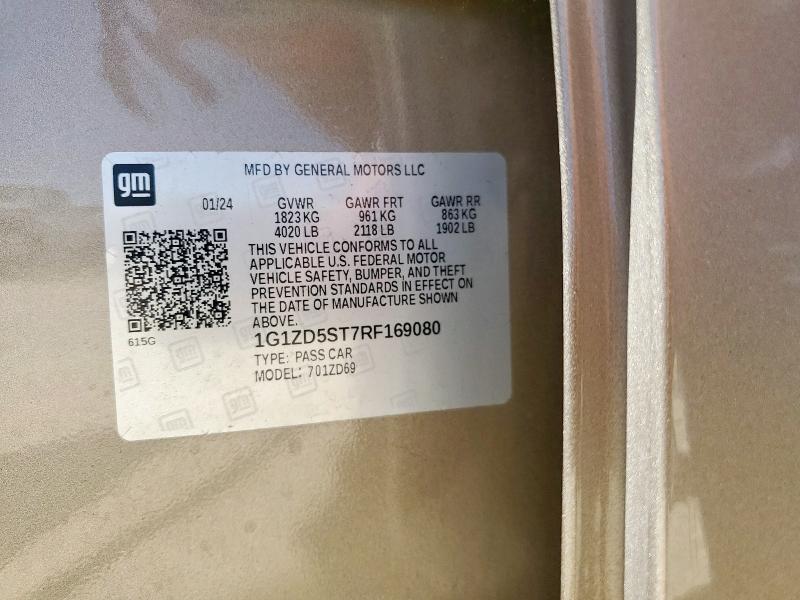 gm
MFD BY GENERAL MOTORS LLC
01/24 GVWR GAWR FRT GAWR RR
1823 KG 961 KG 863 KG
4020 LB 2118 LB 1902 LB
THIS VEHICLE CONFORMS TO ALL
APPLICABLE U.S. FEDERAL MOTOR
VEHICLE SAFETY, BUMPER, AND THEFT
PREVENTION STANDARDS IN EFFECT ON
THE DATE OF MANUFACTURE SHOWN
ABOVE.
615G
1G1ZD5ST7RF169080
TYPE: PASS CAR
MODEL: 701ZD69